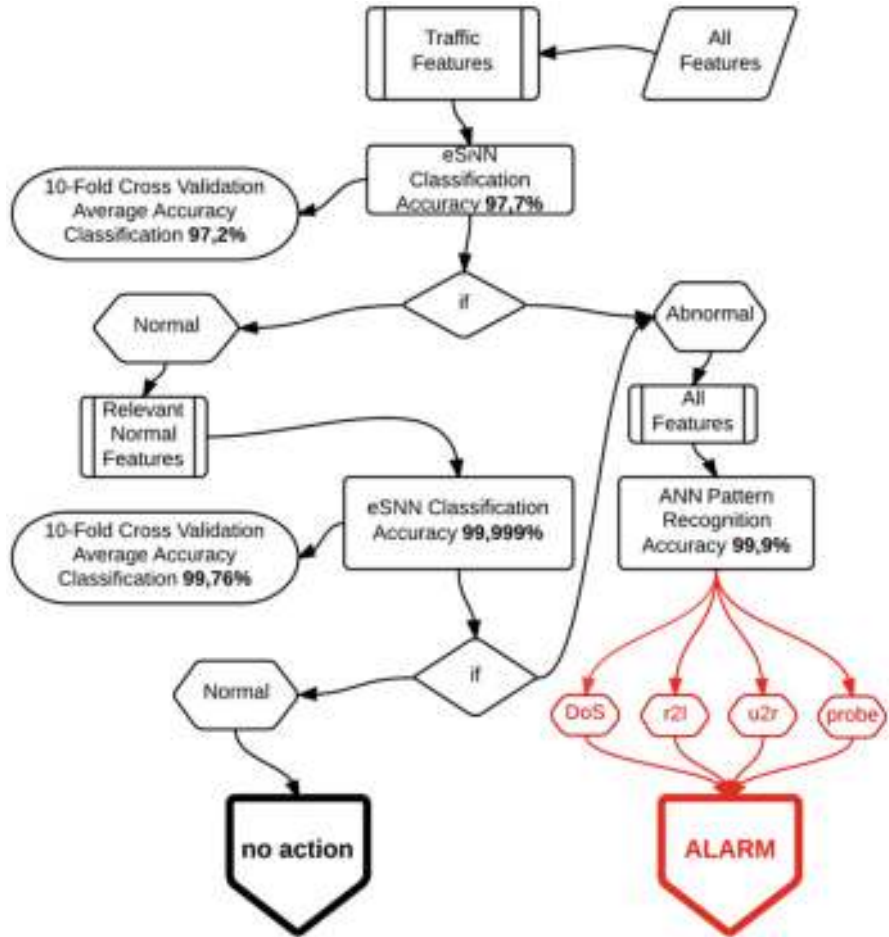 Traffic
Features
All
Features
eSNN
Classification
Accuracy 97,7%
10-Fold Cross Validation
Average Accuracy
Classification 97,2%
if
Normal
Abnormal
Relevant
Normal
Features
All
Features
eSNN Classification
Accuracy 99,999%
ANN Pattern
Recognition
Accuracy 99,9%
10-Fold Cross Validation
Average Accuracy
Classification 99,76%
if
Normal
DoS
r2l
u2r
probe
no action
ALARM